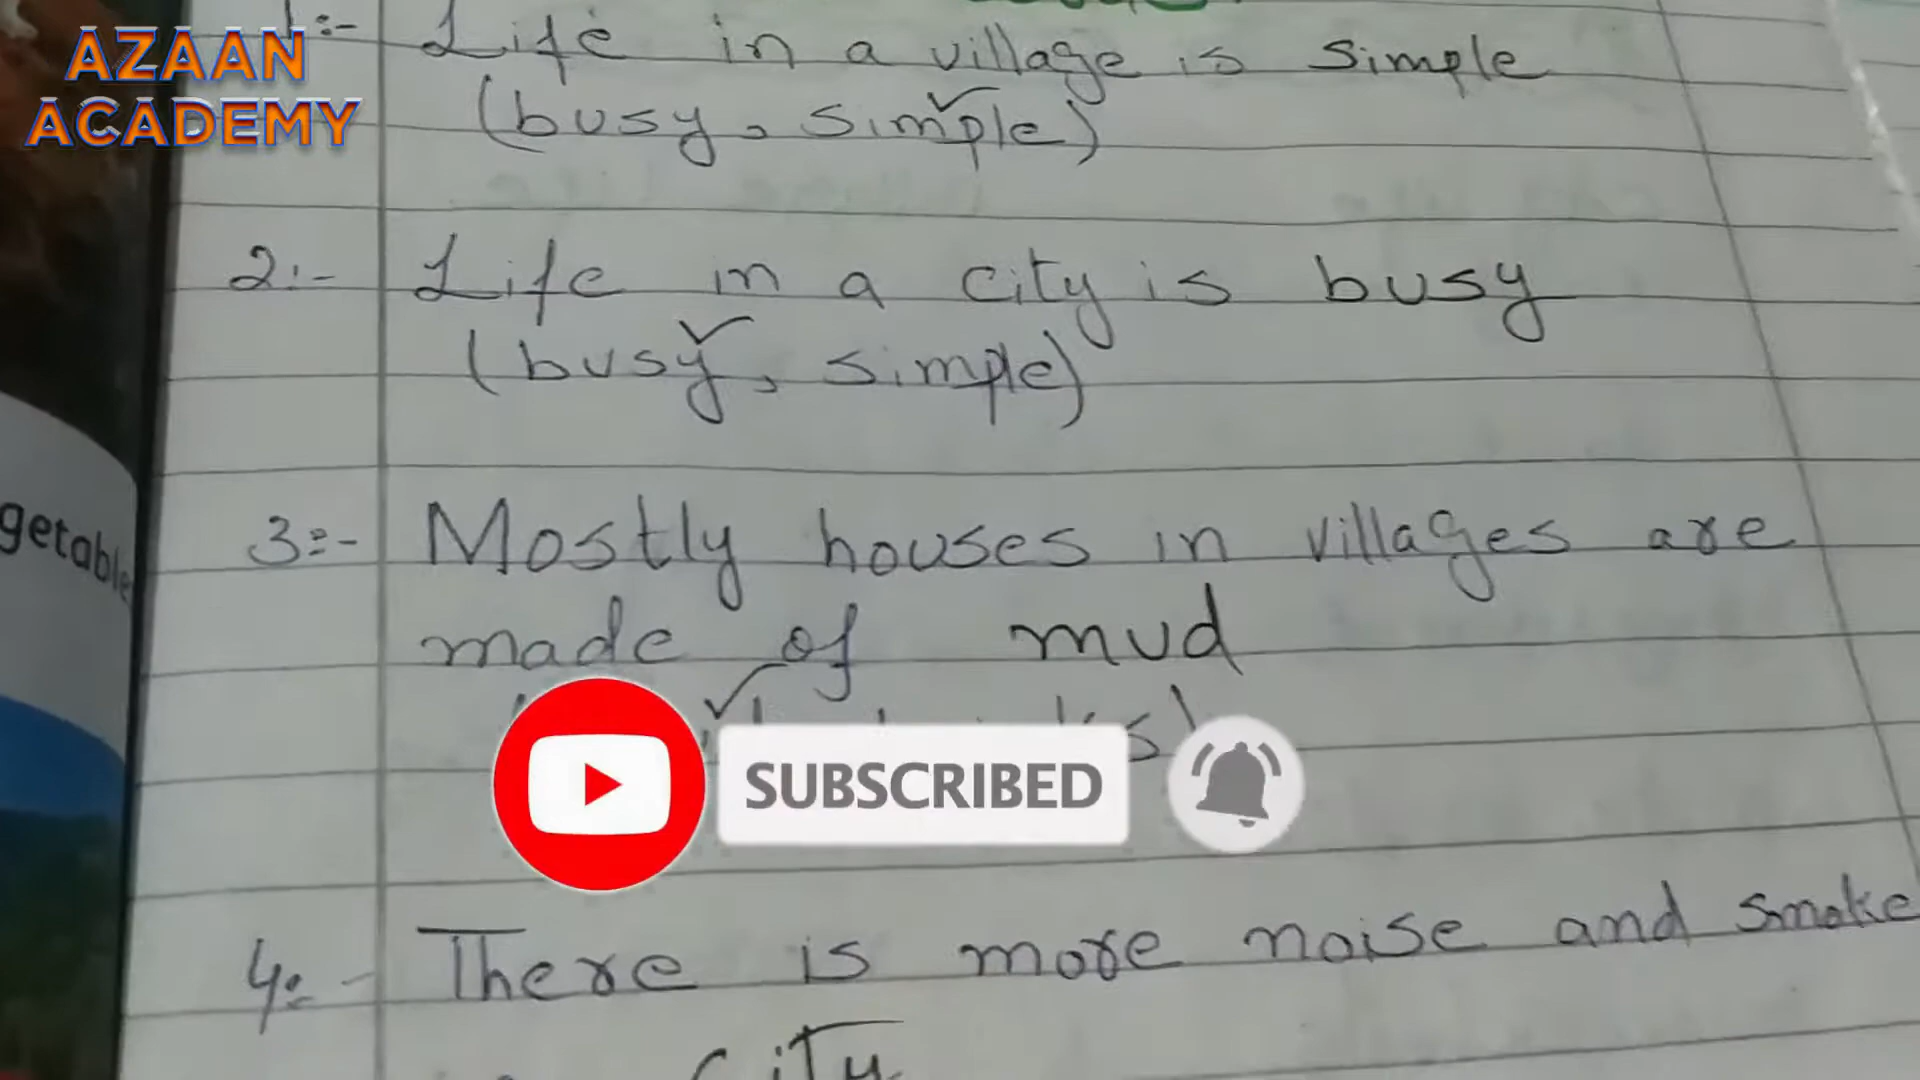 AZAAN
ACADEMY
1:- Life in a village is simple
(busy, simple)
2:- Life in a city is busy
(busy, simple)
3:- Mostly houses in villages are
made of mud
getable
SUBSCRIBED
4:- There is more noise and smoke
city